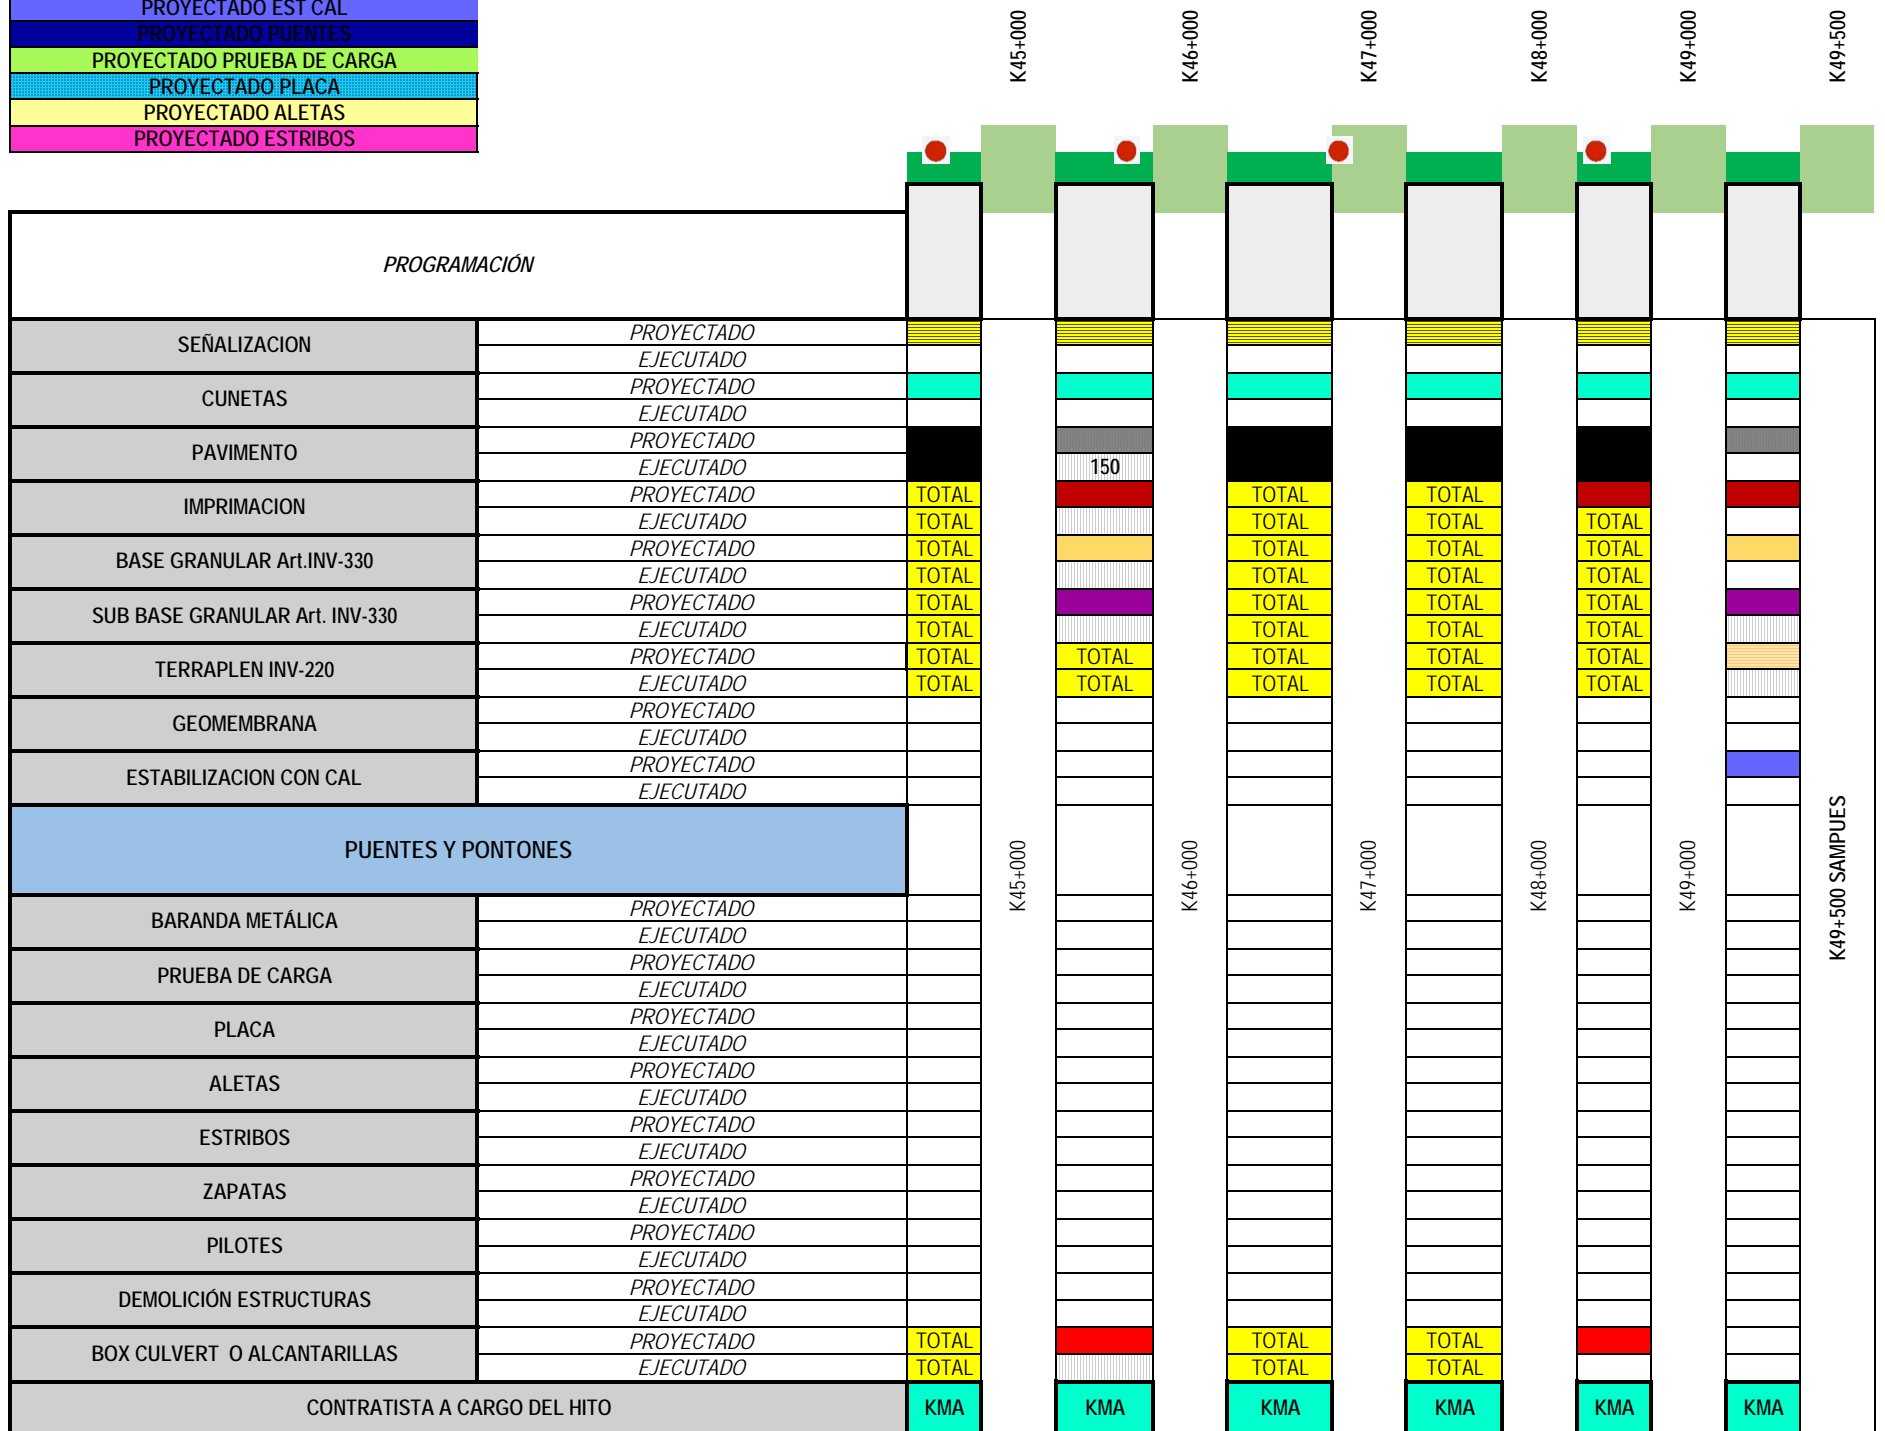 PROYECTADO EST CAL
PROYECTADO PUENTES
PROYECTADO PRUEBA DE CARGA
PROYECTADO PLACA
PROYECTADO ALETAS
PROYECTADO ESTRIBOS
K45+000 K46+000 K47+000 K48+000 K49+000 K49+500
PROGRAMACIÓN
SEÑALIZACION
PROYECTADO
EJECUTADO
CUNETAS
PROYECTADO
EJECUTADO
PAVIMENTO
PROYECTADO
EJECUTADO 150
IMPRIMACION
PROYECTADO TOTAL TOTAL TOTAL
EJECUTADO TOTAL TOTAL TOTAL TOTAL
BASE GRANULAR Art.INV-330
PROYECTADO TOTAL TOTAL TOTAL TOTAL
EJECUTADO TOTAL TOTAL TOTAL TOTAL
SUB BASE GRANULAR Art. INV-330
PROYECTADO TOTAL TOTAL TOTAL TOTAL
EJECUTADO TOTAL TOTAL TOTAL TOTAL
TERRAPLEN INV-220
PROYECTADO TOTAL TOTAL TOTAL TOTAL TOTAL
EJECUTADO TOTAL TOTAL TOTAL TOTAL TOTAL
GEOMEMBRANA
PROYECTADO
EJECUTADO
ESTABILIZACION CON CAL
PROYECTADO
EJECUTADO
PUENTES Y PONTONES
K45+000 K46+000 K47+000 K48+000 K49+000 K49+500 SAMPUES
BARANDA METÁLICA
PROYECTADO
EJECUTADO
PRUEBA DE CARGA
PROYECTADO
EJECUTADO
PLACA
PROYECTADO
EJECUTADO
ALETAS
PROYECTADO
EJECUTADO
ESTRIBOS
PROYECTADO
EJECUTADO
ZAPATAS
PROYECTADO
EJECUTADO
PILOTES
PROYECTADO
EJECUTADO
DEMOLICIÓN ESTRUCTURAS
PROYECTADO
EJECUTADO
BOX CULVERT O ALCANTARILLAS
PROYECTADO TOTAL TOTAL TOTAL
EJECUTADO TOTAL TOTAL TOTAL
CONTRATISTA A CARGO DEL HITO KMA KMA KMA KMA KMA KMA